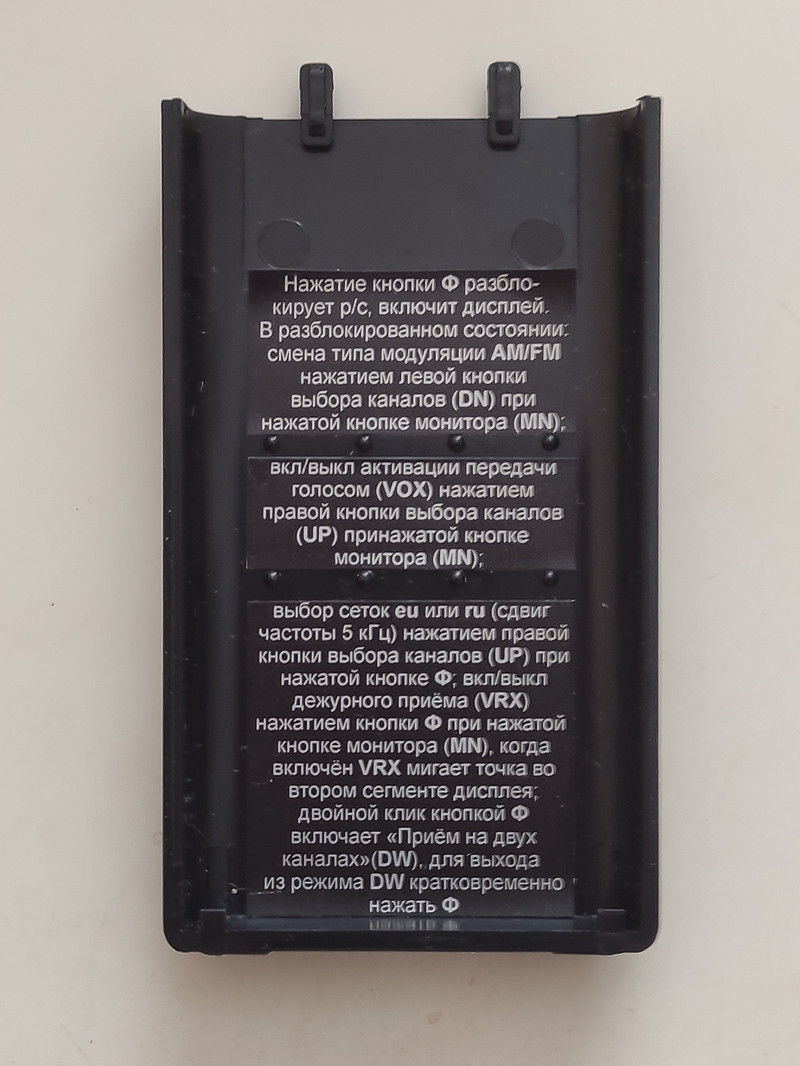 Нажатие кнопки Ф разбло-
кирует р/с, включит дисплей.
В разблокированном состоянии:
смена типа модуляции AM/FM
нажатием левой кнопки
выбора каналов (DN) при
нажатой кнопке монитора (MN);
вкл/выкл активации передачи
голосом (VOX) нажатием
правой кнопки выбора каналов
(UP) принажатой кнопке
монитора (MN);
выбор сеток eu или ru (сдвиг
частоты 5 кГц) нажатием правой
кнопки выбора каналов (UP) при
нажатой кнопке Ф; вкл/выкл
дежурного приёма (VRX)
нажатием кнопки Ф при нажатой
кнопке монитора (MN), когда
включён VRX мигает точка во
втором сегменте дисплея;
двойной клик кнопкой Ф
включает «Приём на двух
каналах»(DW), для выхода
из режима DW кратковременно
нажать Ф